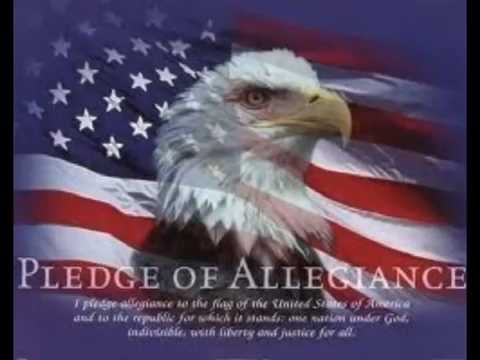 PLEDGE OF ALLEGIANCE
I pledge allegiance to the flag of the United States of America
and to the republic for which it stands: one nation under God,
indivisible, with liberty and justice for all.